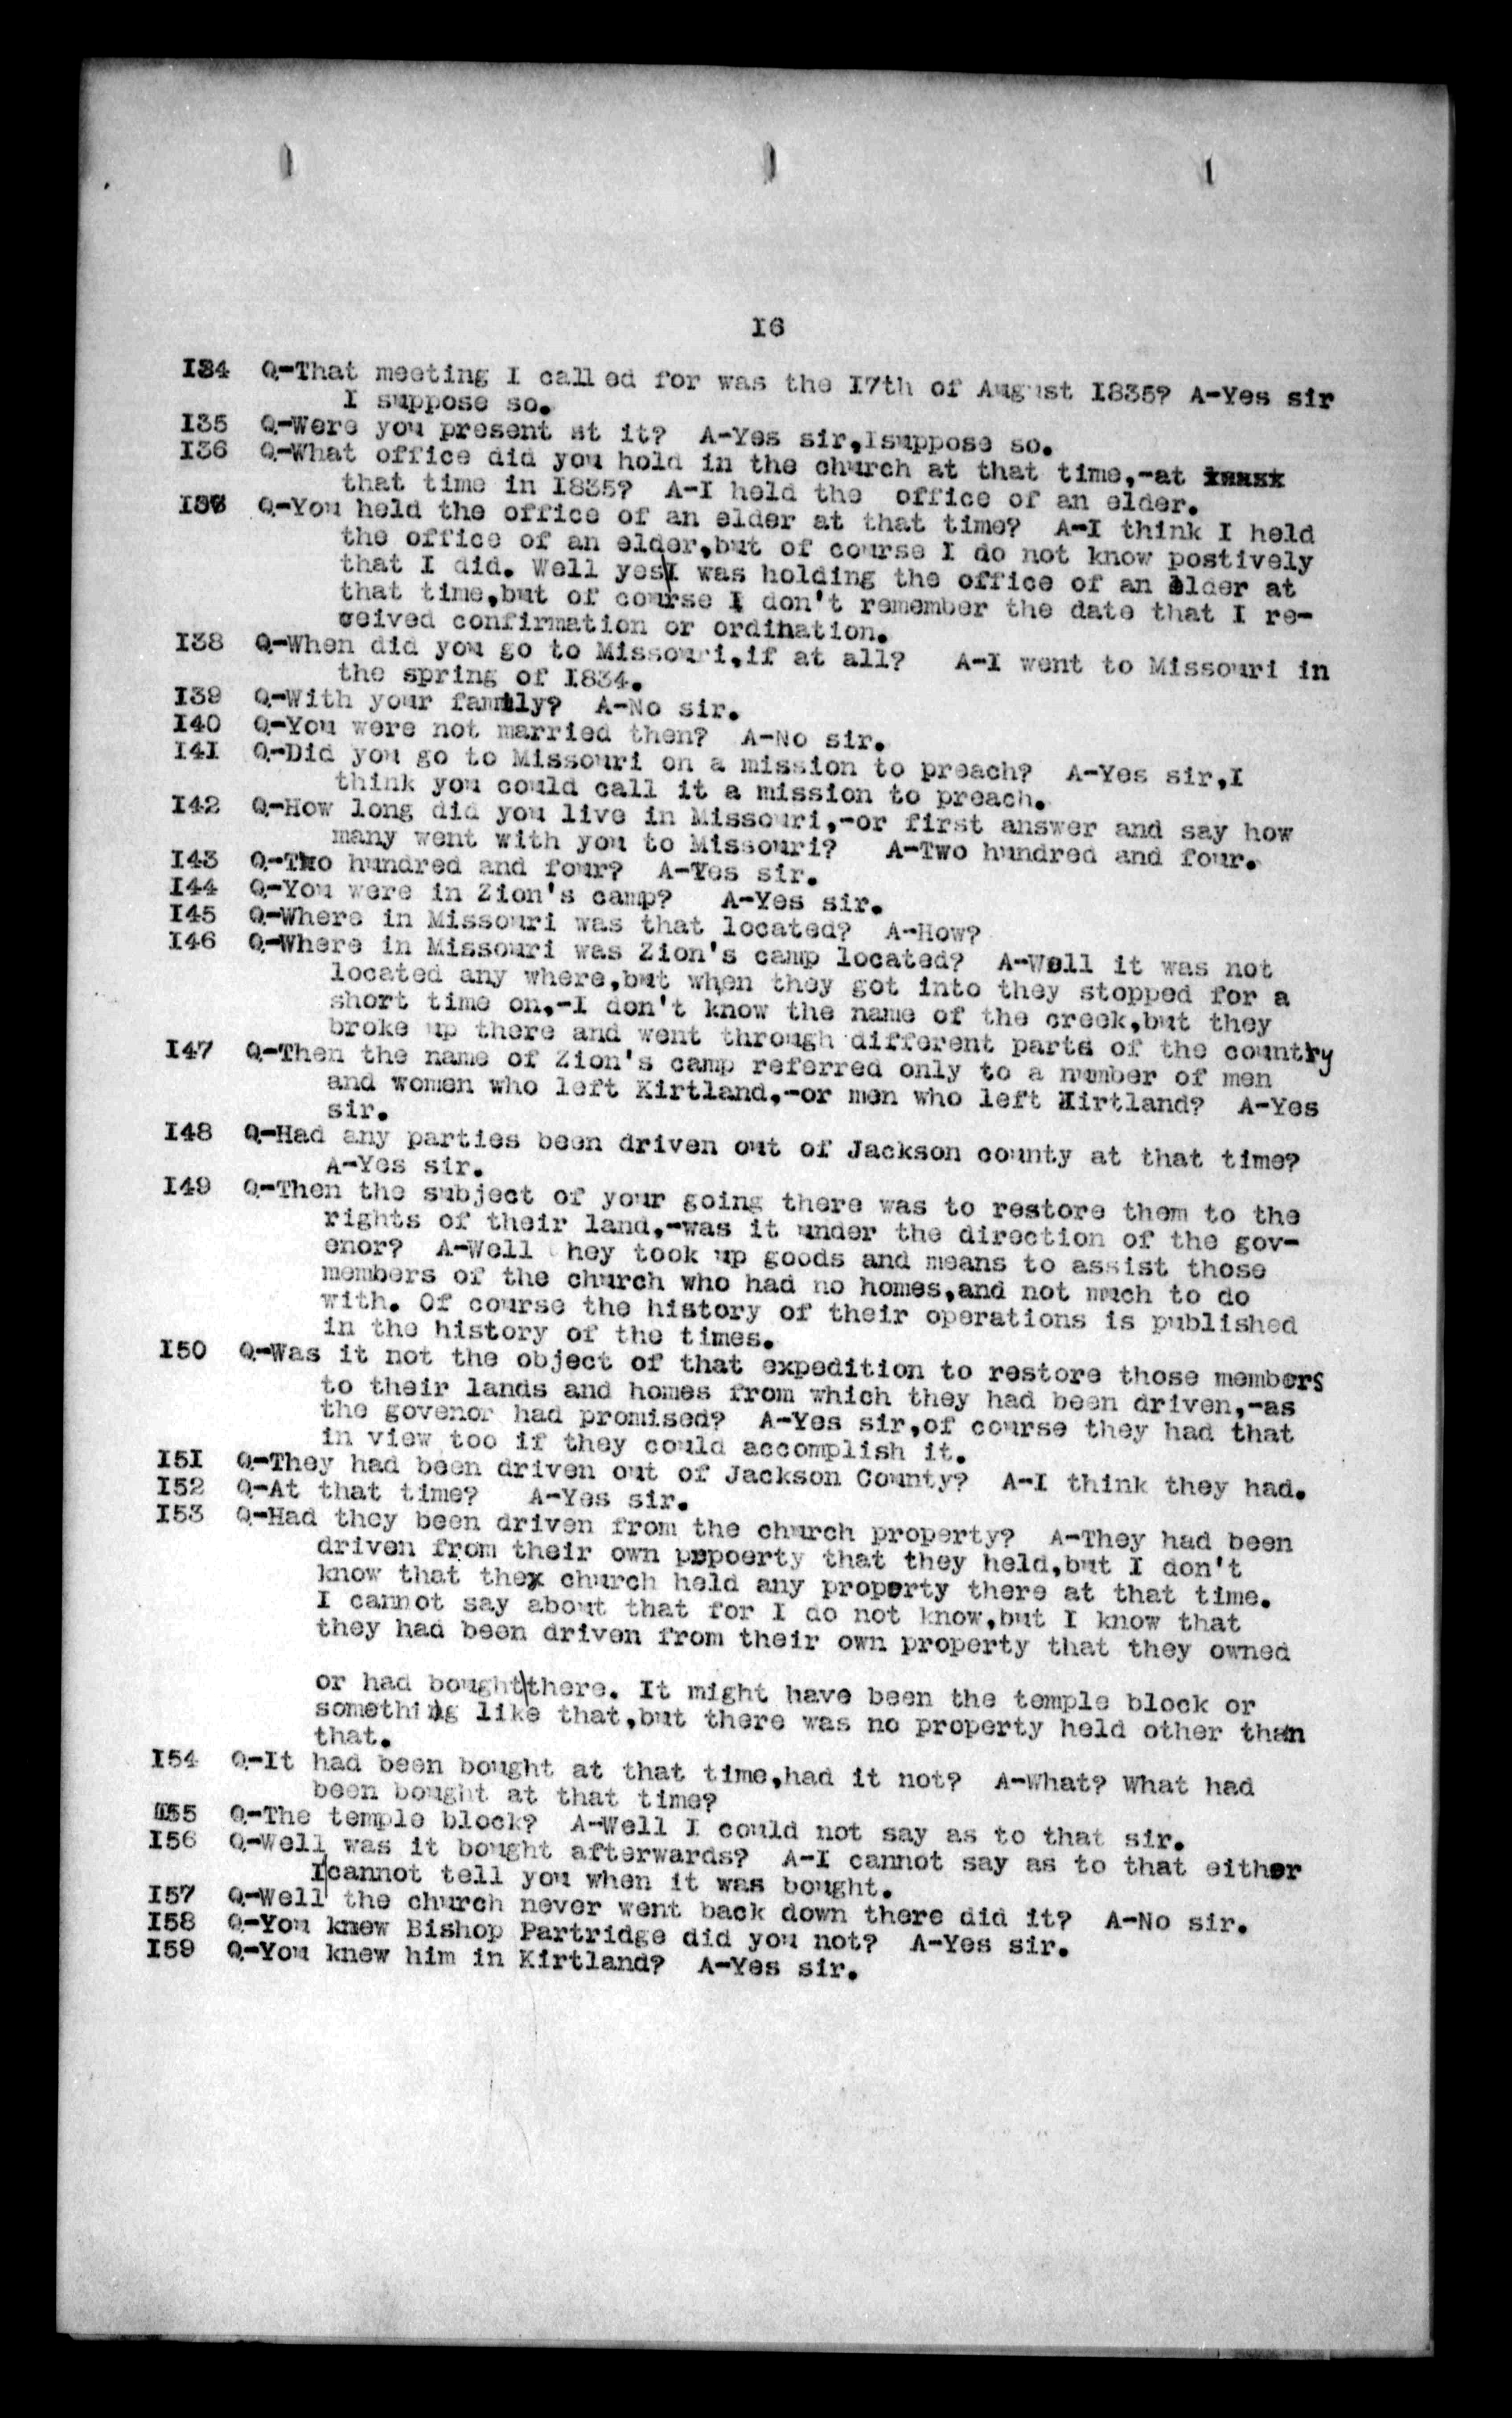 I6
I34 Q-That meeting I called for was the I7th of August I835? A-Yes sir
I suppose so.
I35 Q-Were you present at it? A-Yes sir,Isuppose so.
I36 Q-What office did you hold in the church at that time,-at
that time in I835? A-I held the office of an elder.
I37 Q-You held the office of an elder at that time? A-I think I held
the office of an elder,but of course I do not know postively
that I did. Well yes I was holding the office of an elder at
that time,but of course I don't remember the date that I re-
ceived confirmation or ordination.
I38 Q-When did you go to Missouri,if at all? A-I went to Missouri in
the spring of I834.
I39 Q-With your family? A-No sir.
I40 Q-You were not married then? A-No sir.
I4I Q-Did you go to Missouri on a mission to preach? A-Yes sir,I
think you could call it a mission to preach.
I42 Q-How long did you live in Missouri,-or first answer and say how
many went with you to Missouri? A-Two hundred and four.
I43 Q-Two hundred and four? A-Yes sir.
I44 Q-You were in Zion's camp? A-Yes sir.
I45 Q-Where in Missouri was that located? A-How?
I46 Q-Where in Missouri was Zion's camp located? A-Well it was not
located any where,but when they got into they stopped for a
short time on,-I don't know the name of the creek,but they
broke up there and went through different parts of the country
I47 Q-Then the name of Zion's camp referred only to a number of men
and women who left Kirtland,-or men who left Kirtland? A-Yes
sir.
I48 Q-Had any parties been driven out of Jackson county at that time?
A-Yes sir.
I49 Q-Then the subject of your going there was to restore them to the
rights of their land,-was it under the direction of the gov-
enor? A-Well hey took up goods and means to assist those
members of the church who had no homes,and not much to do
with. Of course the history of their operations is published
in the history of the times.
I50 Q-Was it not the object of that expedition to restore those members
to their lands and homes from which they had been driven,-as
the govenor had promised? A-Yes sir,of course they had that
in view too if they could accomplish it.
I5I Q-They had been driven out of Jackson County? A-I think they had.
I52 Q-At that time? A-Yes sir.
I53 Q-Had they been driven from the church property? A-They had been
driven from their own prpoerty that they held,but I don't
know that thex church held any property there at that time.
I cannot say about that for I do not know,but I know that
they had been driven from their own property that they owned
or had bought there. It might have been the temple block or
something like that,but there was no property held other than
that.
I54 Q-It had been bought at that time,had it not? A-What? What had
been bought at that time?
I55 Q-The temple block? A-Well I could not say as to that sir.
I56 Q-Well was it bought afterwards? A-I cannot say as to that either
I cannot tell you when it was bought.
I57 Q-Well the church never went back down there did it? A-No sir.
I58 Q-You knew Bishop Partridge did you not? A-Yes sir.
I59 Q-You knew him in Kirtland? A-Yes sir.